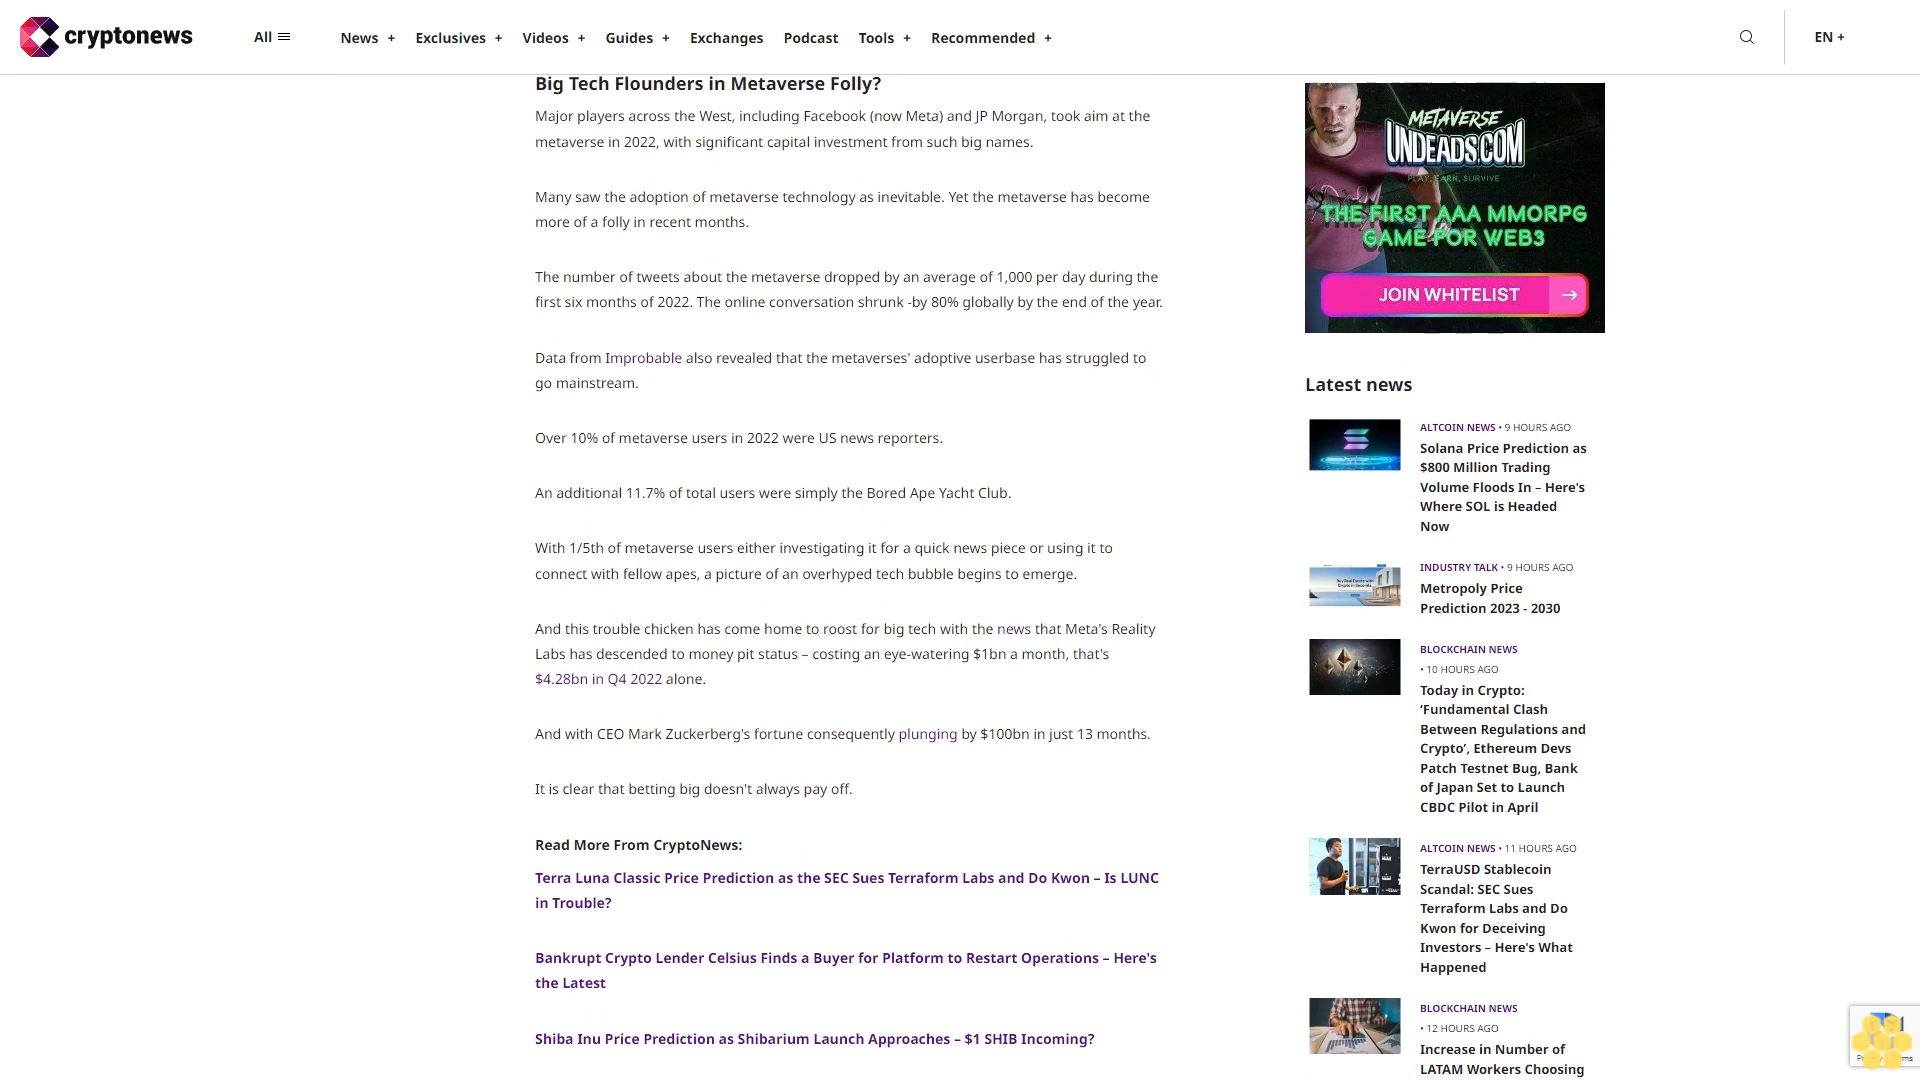 cryptonews
All
News +
Exclusives +
Videos +
Guides +
Exchanges
Podcast
Tools +
Recommended +
EN +
Big Tech Flounders in Metaverse Folly?
Major players across the West, including Facebook (now Meta) and JP Morgan, took aim at the
metaverse in 2022, with significant capital investment from such big names.
Many saw the adoption of metaverse technology as inevitable. Yet the metaverse has become
more of a folly in recent months.
The number of tweets about the metaverse dropped by an average of 1,000 per day during the
first six months of 2022. The online conversation shrunk -by 80% globally by the end of the year.
Data from Improbable also revealed that the metaverses' adoptive userbase has struggled to
go mainstream.
Over 10% of metaverse users in 2022 were US news reporters.
An additional 11.7% of total users were simply the Bored Ape Yacht Club.
With 1/5th of metaverse users either investigating it for a quick news piece or using it to
connect with fellow apes, a picture of an overhyped tech bubble begins to emerge.
And this trouble chicken has come home to roost for big tech with the news that Meta's Reality
Labs has descended to money pit status – costing an eye-watering $1bn a month, that's
$4.28bn in Q4 2022 alone.
And with CEO Mark Zuckerberg's fortune consequently plunging by $100bn in just 13 months.
It is clear that betting big doesn't always pay off.
Read More From CryptoNews:
Terra Luna Classic Price Prediction as the SEC Sues Terraform Labs and Do Kwon – Is LUNC
in Trouble?
Bankrupt Crypto Lender Celsius Finds a Buyer for Platform to Restart Operations – Here's
the Latest
Shiba Inu Price Prediction as Shibarium Launch Approaches – $1 SHIB Incoming?
METAVERSE
UNDEADS.COM
PLAY, EARN, SURVIVE
THE FIRST AAA MMORPG
GAME FOR WEB3
JOIN WHITELIST →
Latest news
ALTCOIN NEWS • 9 HOURS AGO
Solana Price Prediction as
$800 Million Trading
Volume Floods In – Here's
Where SOL is Headed
Now
INDUSTRY TALK • 9 HOURS AGO
Metropoly Price
Prediction 2023 - 2030
BLOCKCHAIN NEWS
• 10 HOURS AGO
Today in Crypto:
‘Fundamental Clash
Between Regulations and
Crypto’, Ethereum Devs
Patch Testnet Bug, Bank
of Japan Set to Launch
CBDC Pilot in April
ALTCOIN NEWS • 11 HOURS AGO
TerraUSD Stablecoin
Scandal: SEC Sues
Terraform Labs and Do
Kwon for Deceiving
Investors – Here's What
Happened
BLOCKCHAIN NEWS
• 12 HOURS AGO
Increase in Number of
LATAM Workers Choosing